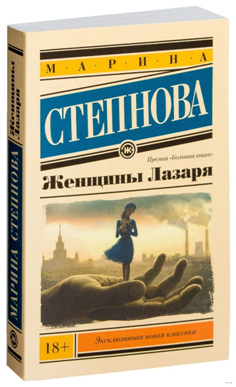 М·А·Р·И·Н·А
СТЕПНОВА
Премия «Большая книга»
Женщины Лазаря
18+
Эксклюзивная новая классика
МАРИНА СТЕПНОВА
Женщины
Лазаря